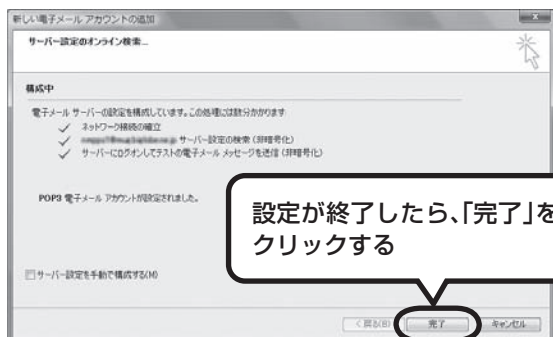 新しい電子メール アカウントの追加
サーバー設定のオンライン検索...
構成中
電子メール サーバーの設定を構成しています。この処理には数分かかります:
ネットワーク接続の確立
サーバー設定の検索 (非暗号化)
サーバーにログオンしてテストの電子メール メッセージを送信 (非暗号化)
POP3 電子メール アカウントが設定されました。
設定が終了したら、「完了」を
クリックする
サーバー設定を手動で構成する(M)
< 戻る(B) 完了 キャンセル